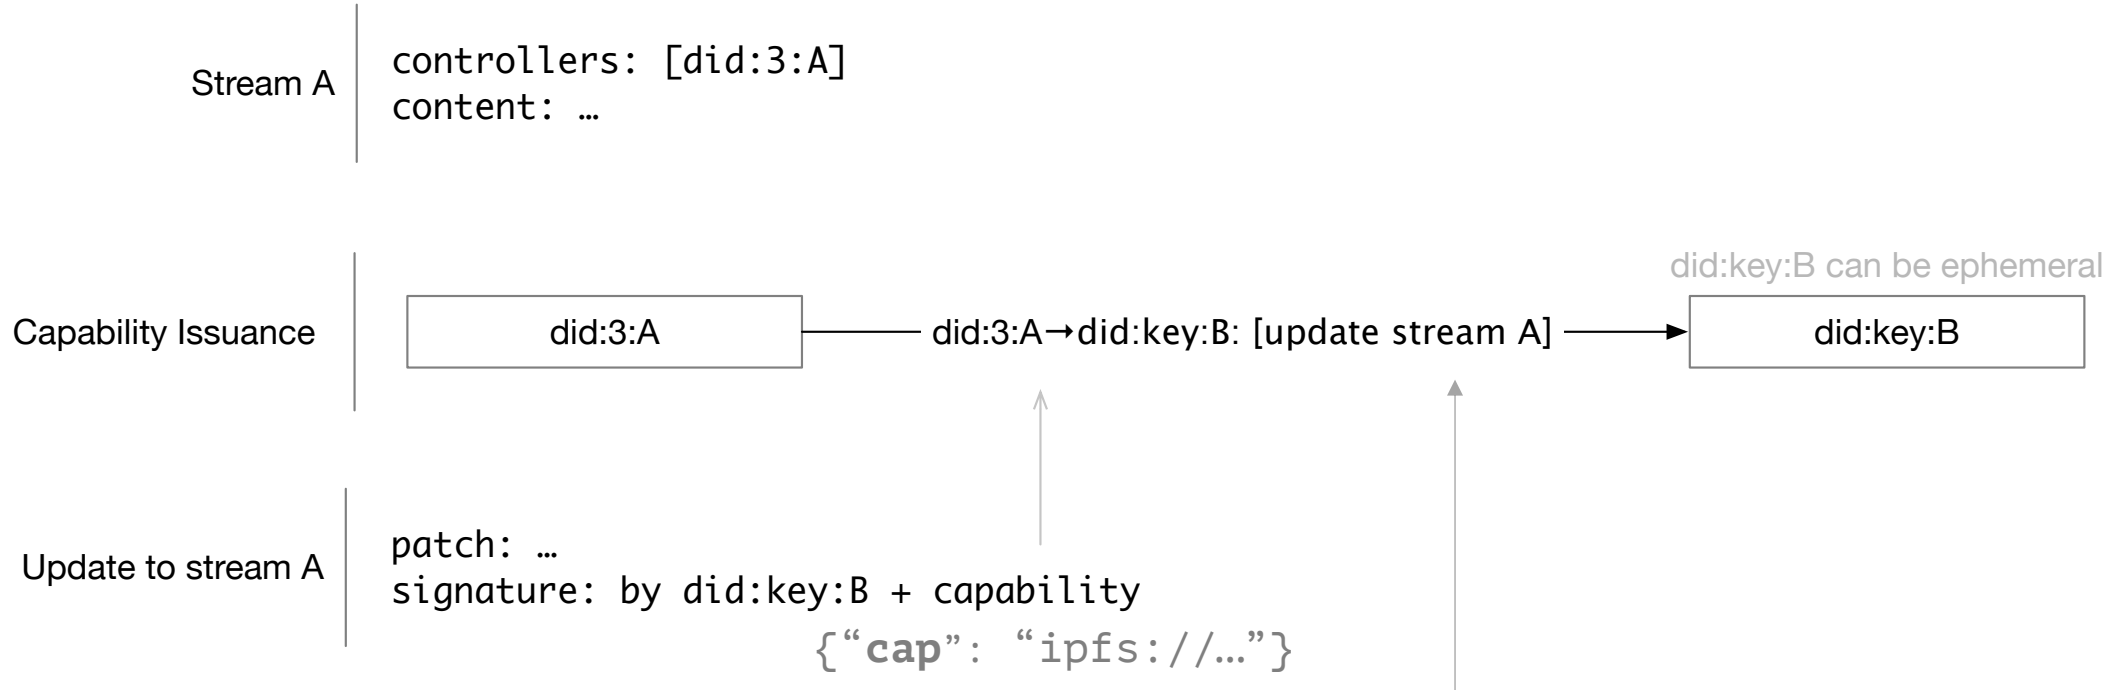 Stream A
controllers: [did:3:A]
content: …
did:key:B can be ephemeral
Capability Issuance
did:3:A
did:3:A→did:key:B: [update stream A]
did:key:B
Update to stream A
patch: …
signature: by did:key:B + capability
{“cap”: “ipfs://…”}